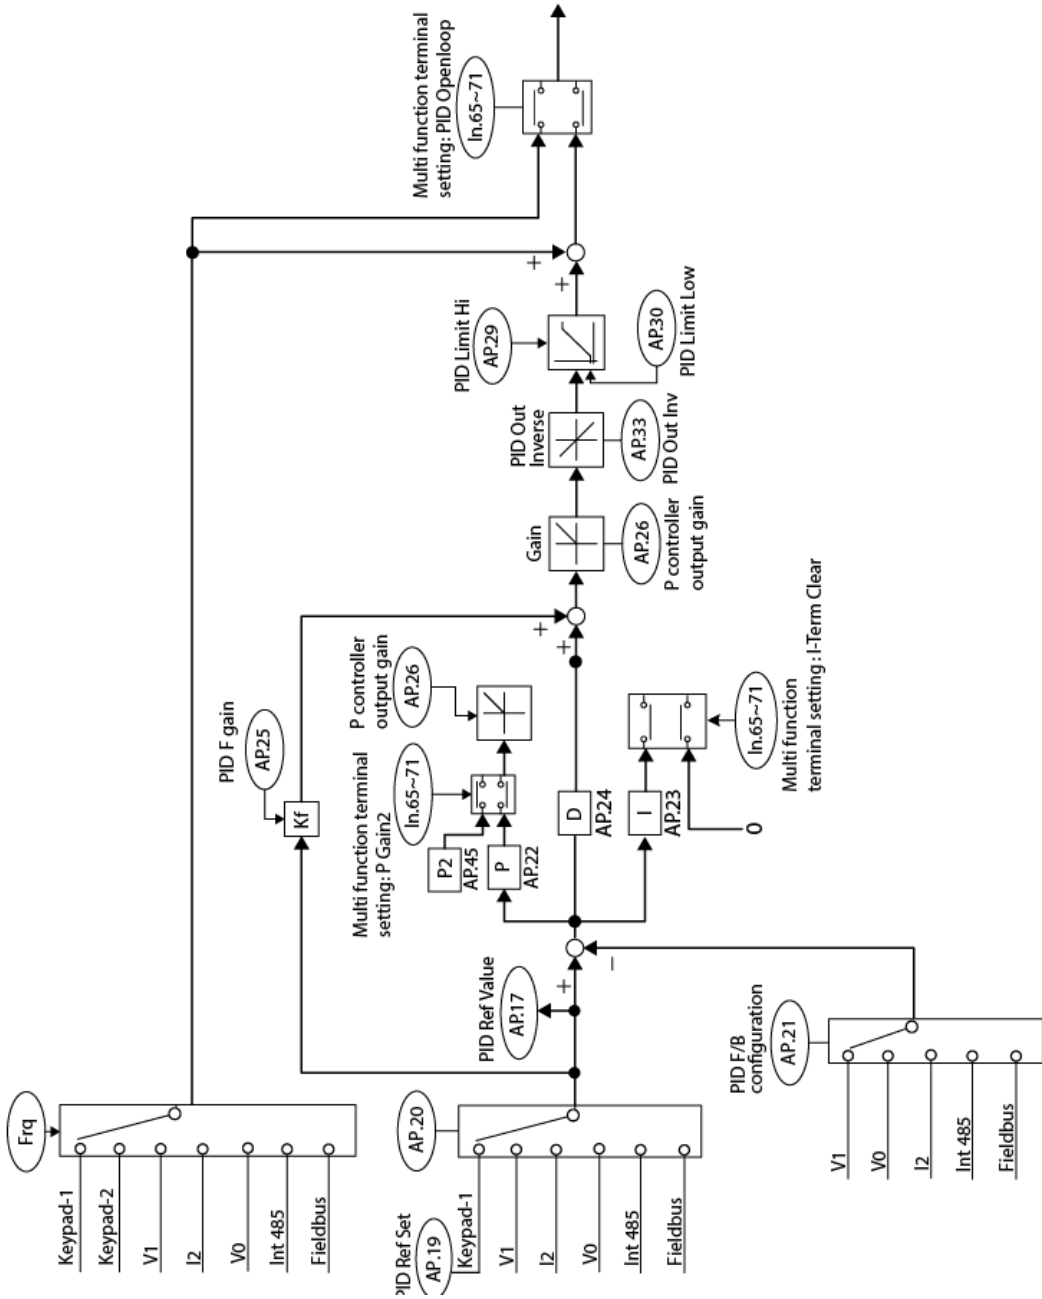 Frq
Keypad-1
Keypad-2
V1
I2
V0
Int 485
Fieldbus
PID F gain
AP.25
Kf
+
Multi function terminal
setting: PID Openloop
In.65~71
PID Ref Set
AP.19
AP.20
Keypad-1
V1
I2
V0
Int 485
Fieldbus
PID Ref Value
AP.17
+
−
Multi function terminal
setting: P Gain2
In.65~71
P2
AP.45
P
AP.22
P controller
output gain
AP.26
D
AP.24
I
AP.23
0
In.65~71
Multi function
terminal setting : I-Term Clear
+
+
Gain
AP.26
P controller
output gain
PID Out
Inverse
AP.33
PID Out Inv
PID Limit Hi
AP.29
AP.30
PID Limit Low
+
PID F/B
configuration
AP.21
V1
V0
I2
Int 485
Fieldbus